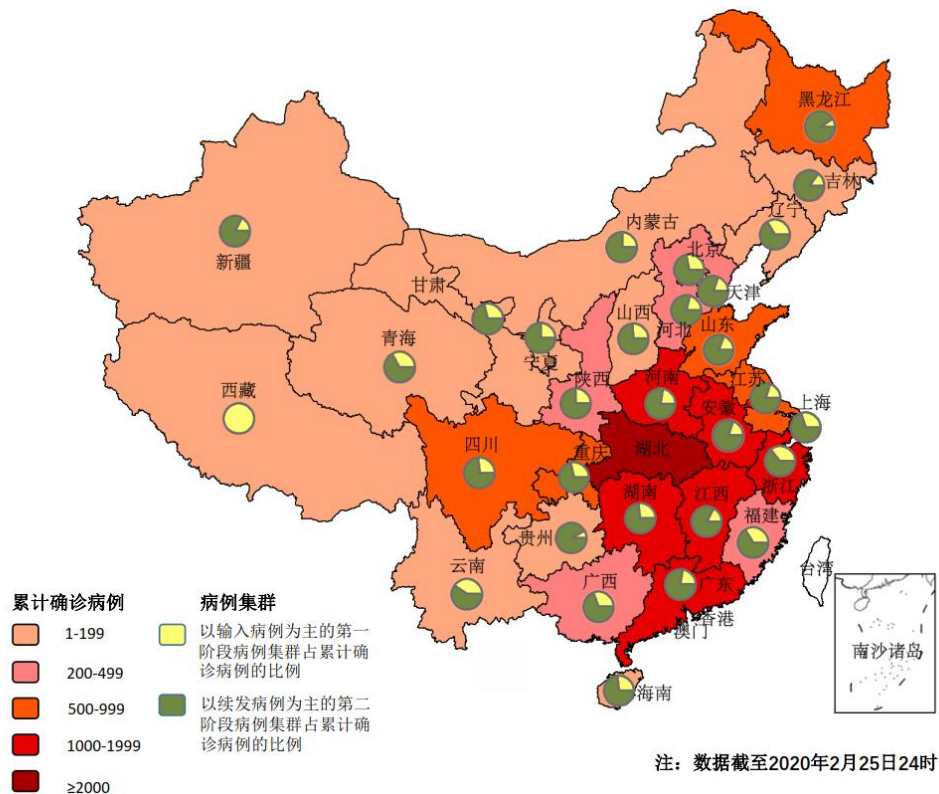 黑龙江
吉林
辽宁
内蒙古
北京
新疆
甘肃
天津
山西
河北
山东
青海
宁夏
西藏
陕西
河南
江苏
安徽
上海
四川
重庆
湖北
浙江
湖南
江西
福建
贵州
云南
台湾
广西
广东
香港
澳门
南沙诸岛
海南
累计确诊病例
1-199
200-499
500-999
1000-1999
≥2000
病例集群
以输入病例为主的第一
阶段病例集群占累计确
诊病例的比例
以续发病例为主的第二
阶段病例集群占累计确
诊病例的比例
注：数据截至2020年2月25日24时